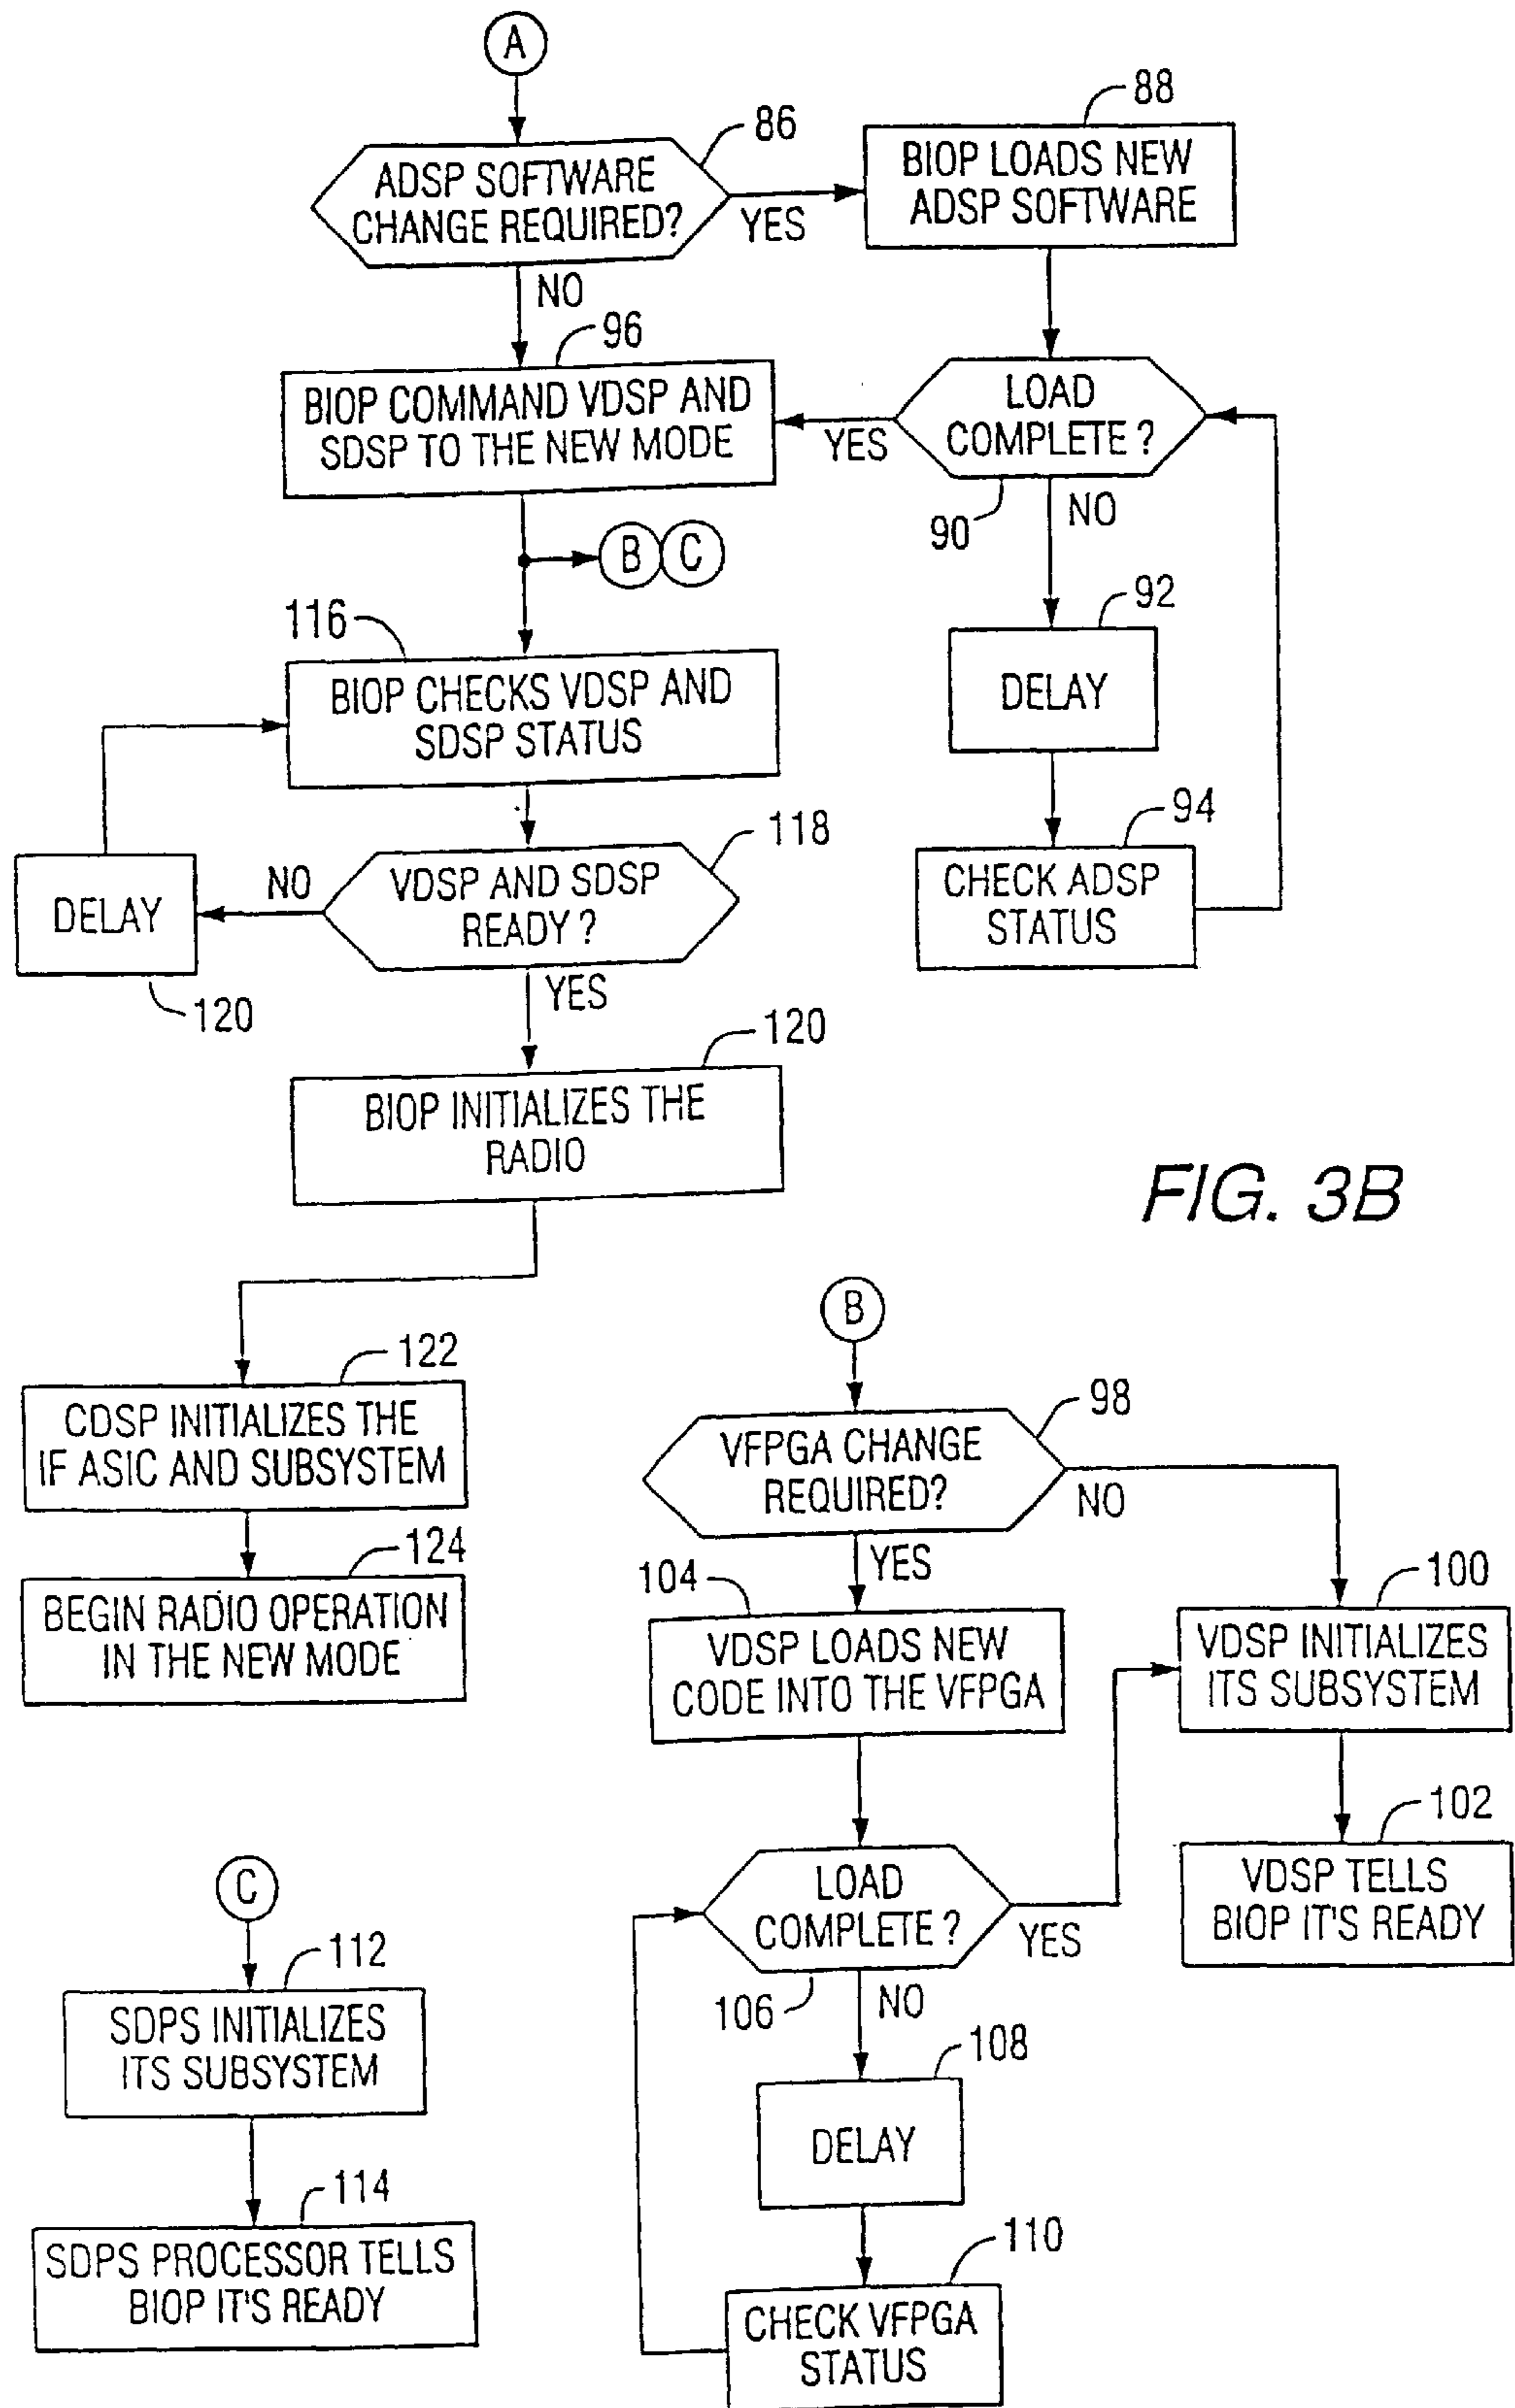 A
86
ADSP SOFTWARE
CHANGE REQUIRED?
YES
NO
88
BIOP LOADS NEW
ADSP SOFTWARE
96
BIOP COMMAND VDSP AND
SDSP TO THE NEW MODE
YES
LOAD
COMPLETE ?
90
NO
B
C
92
DELAY
116
BIOP CHECKS VDSP AND
SDSP STATUS
94
CHECK ADSP
STATUS
118
VDSP AND SDSP
READY ?
NO
DELAY
120
YES
120
BIOP INITIALIZES THE
RADIO
FIG. 3B
122
CDSP INITIALIZES THE
IF ASIC AND SUBSYSTEM
124
BEGIN RADIO OPERATION
IN THE NEW MODE
B
98
VFPGA CHANGE
REQUIRED?
NO
YES
104
VDSP LOADS NEW
CODE INTO THE VFPGA
100
VDSP INITIALIZES
ITS SUBSYSTEM
102
VDSP TELLS
BIOP IT'S READY
LOAD
COMPLETE ?
YES
106
NO
108
DELAY
110
CHECK VFPGA
STATUS
C
112
SDPS INITIALIZES
ITS SUBSYSTEM
114
SDPS PROCESSOR TELLS
BIOP IT'S READY